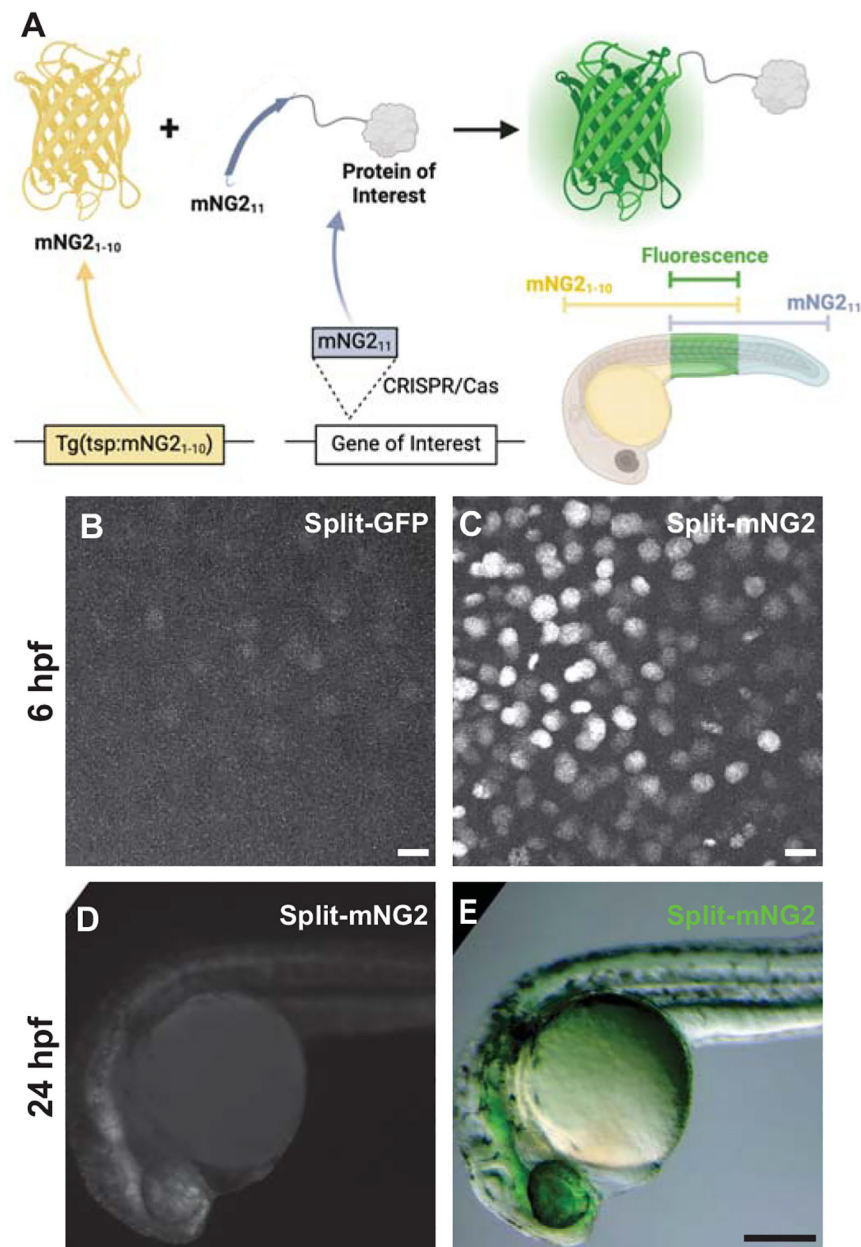 A
mNG2₁₋₁₀
+
mNG2₁₁
Protein of
Interest
Fluorescence
mNG2₁₋₁₀
mNG2₁₁
mNG2₁₁
CRISPR/Cas
Tg(tsp:mNG2₁₋₁₀)
Gene of Interest
B
Split-GFP
C
Split-mNG2
6 hpf
D
Split-mNG2
E
Split-mNG2
24 hpf